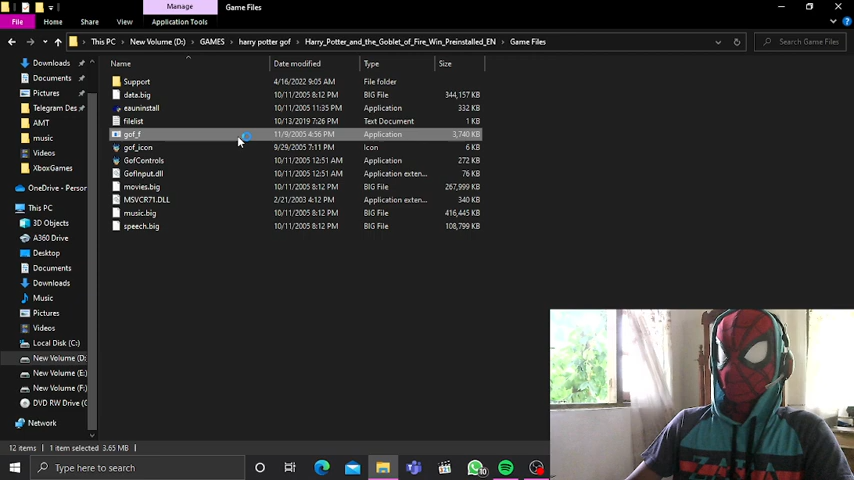 Manage
Game Files
File Home Share View Application Tools
This PC New Volume (D:) GAMES harry potter gof Harry_Potter_and_the_Goblet_of_Fire_Win_Preinstalled_EN Game Files Search Game Files
Name Date modified Type Size
Downloads
Documents
Pictures
Telegram Des
AMT
music
Videos
XboxGames
OneDrive - Person
This PC
3D Objects
A360 Drive
Desktop
Documents
Downloads
Music
Pictures
Videos
Local Disk (C:)
New Volume (D:
New Volume (E:)
New Volume (F:)
DVD RW Drive (G
Network
Support 4/16/2022 9:05 AM File folder
data.big 10/11/2005 8:12 PM BIG File 344,157 KB
eauninstall 10/11/2005 11:35 PM Application 332 KB
filelist 10/13/2019 7:26 PM Text Document 1 KB
gof_f 11/9/2005 4:56 PM Application 3,740 KB
gof_icon 9/29/2005 7:11 PM Icon 6 KB
GofControls 10/11/2005 12:51 AM Application 272 KB
GofInput.dll 10/11/2005 12:51 AM Application exten... 76 KB
movies.big 10/11/2005 8:12 PM BIG File 267,999 KB
MSVCR71.DLL 2/21/2003 4:12 PM Application exten... 340 KB
music.big 10/11/2005 8:12 PM BIG File 416,445 KB
speech.big 10/11/2005 8:12 PM BIG File 108,799 KB
12 items 1 item selected 3.65 MB
Type here to search
10